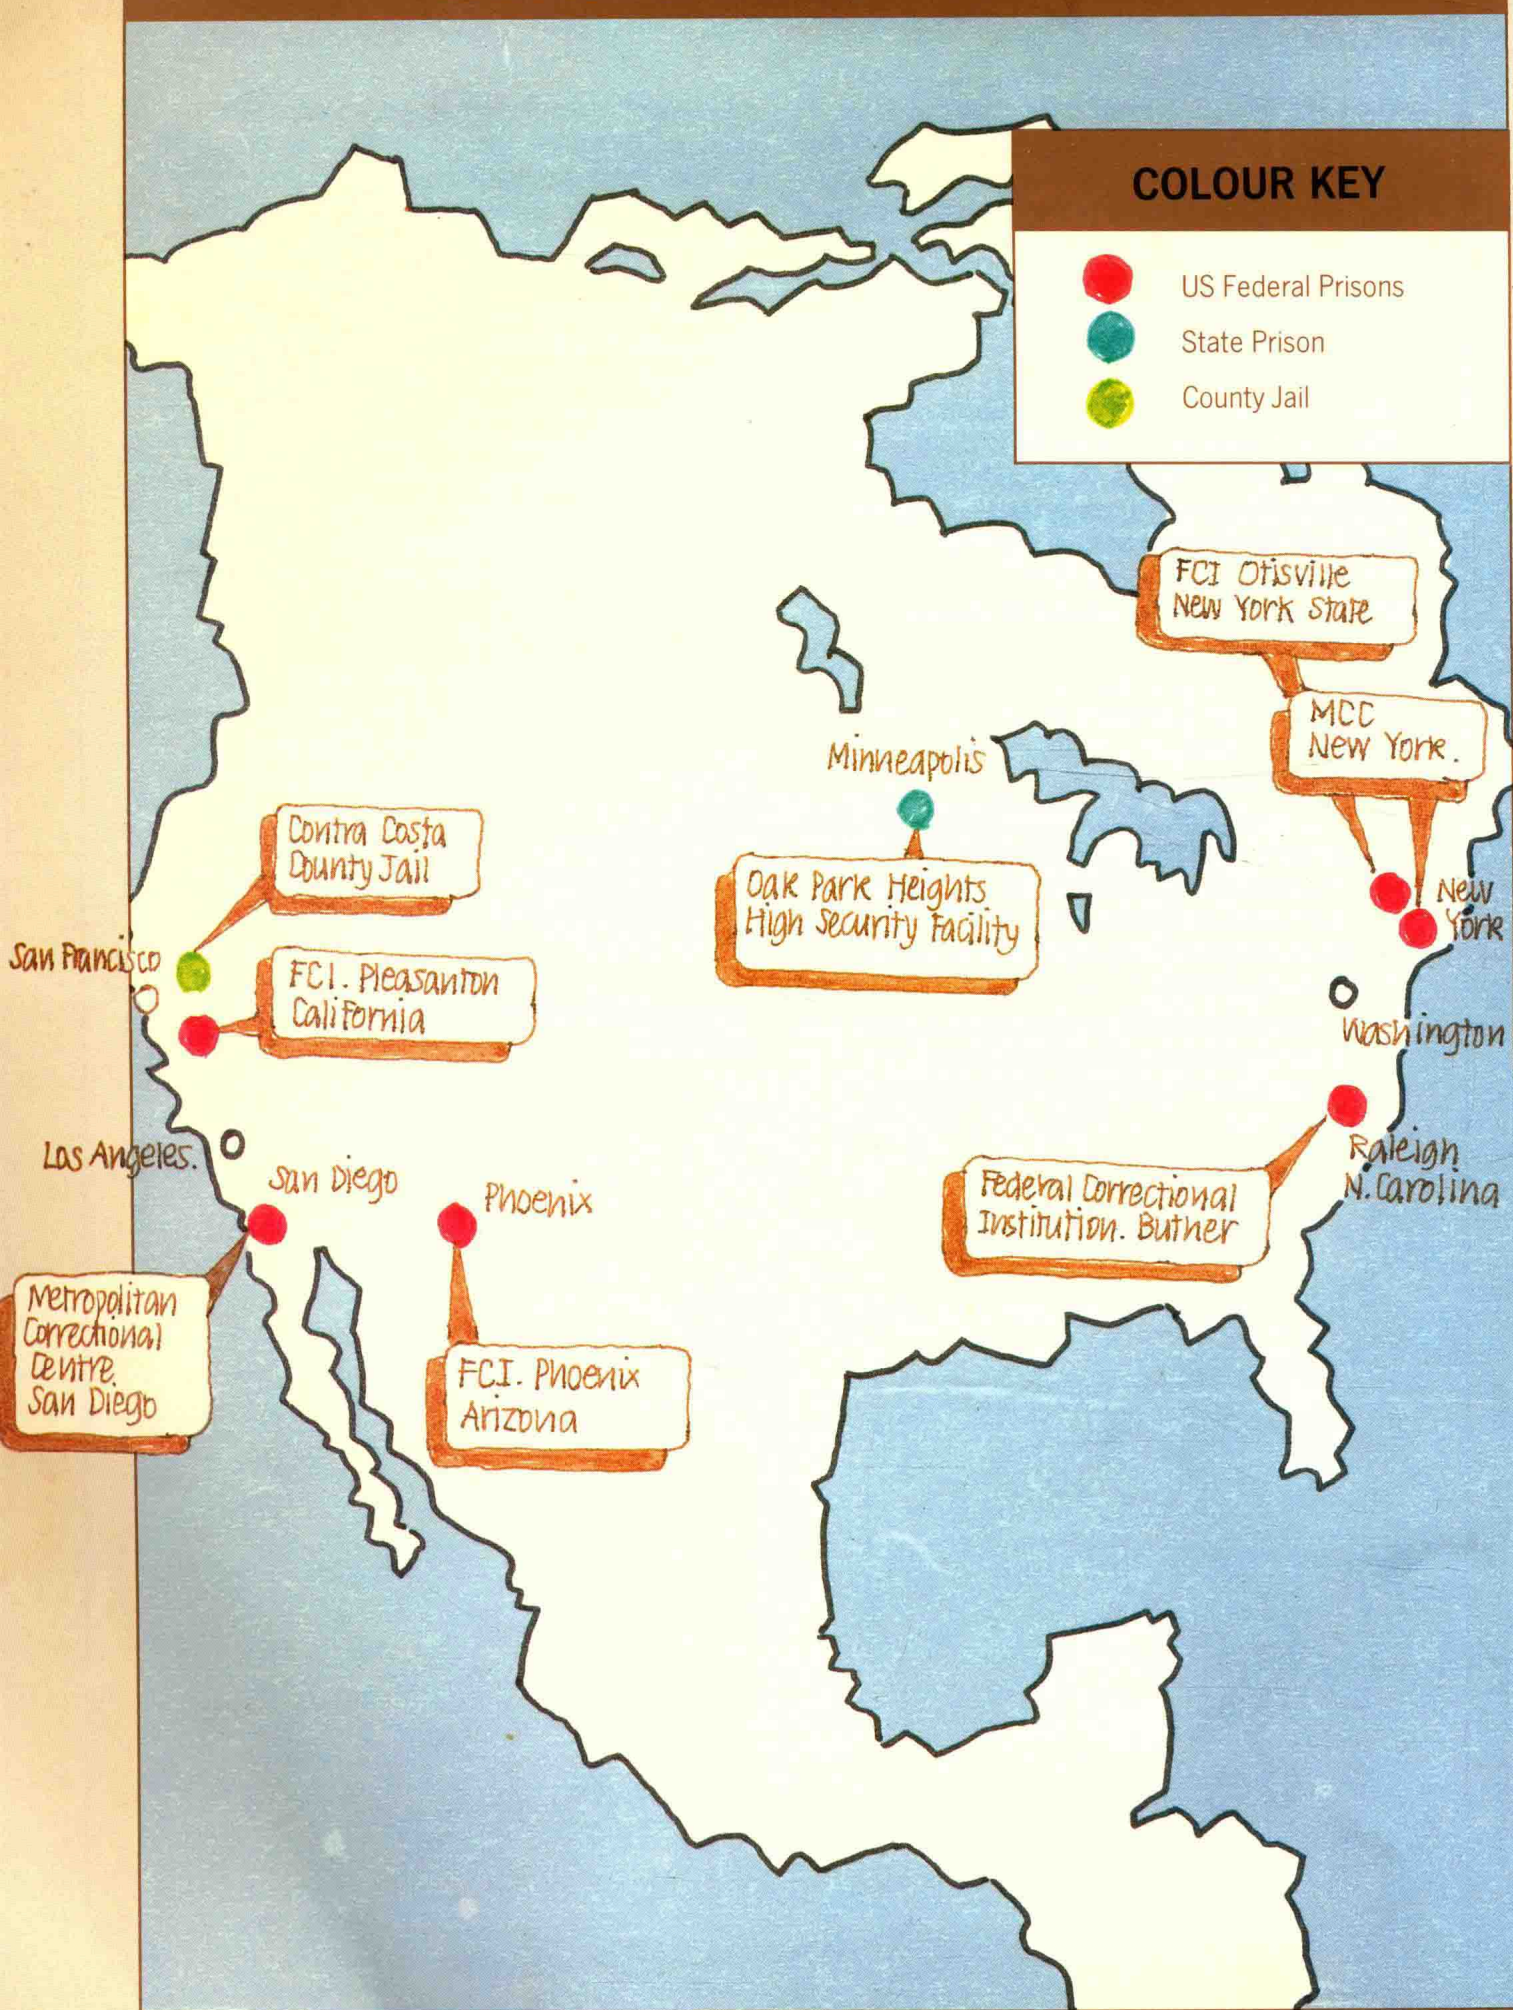 COLOUR KEY
US Federal Prisons
State Prison
County Jail
FCI Otisville
New York State
MCC
New York.
Minneapolis
Contra Costa
County Jail
Oak Park Heights
High Security Facility
New
York
San Francisco
FCI. Pleasanton
California
Washington
Los Angeles.
San Diego
Phoenix
Raleigh
N. Carolina
Federal Correctional
Institution. Butner
Metropolitan
Correctional
Centre.
San Diego
FCI. Phoenix
Arizona